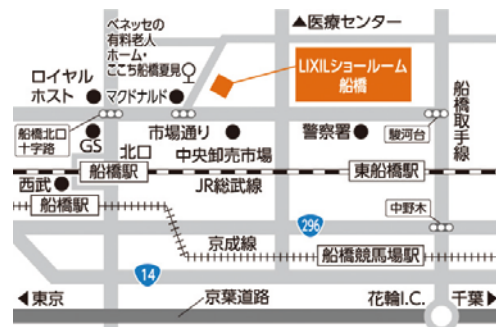 ベネッセの
有料老人
ホーム・
ここち船橋夏見
▲医療センター
LIXILショールーム
船橋
ロイヤル
ホスト
マクドナルド
船橋取手線
船橋北口
十字路
GS
市場通り
警察署
駿河台
北口
中央卸売市場
船橋駅
東船橋駅
西武
JR総武線
船橋駅
中野木
296
京成線
船橋競馬場駅
14
◀東京
京葉道路
花輪I.C.
千葉▶